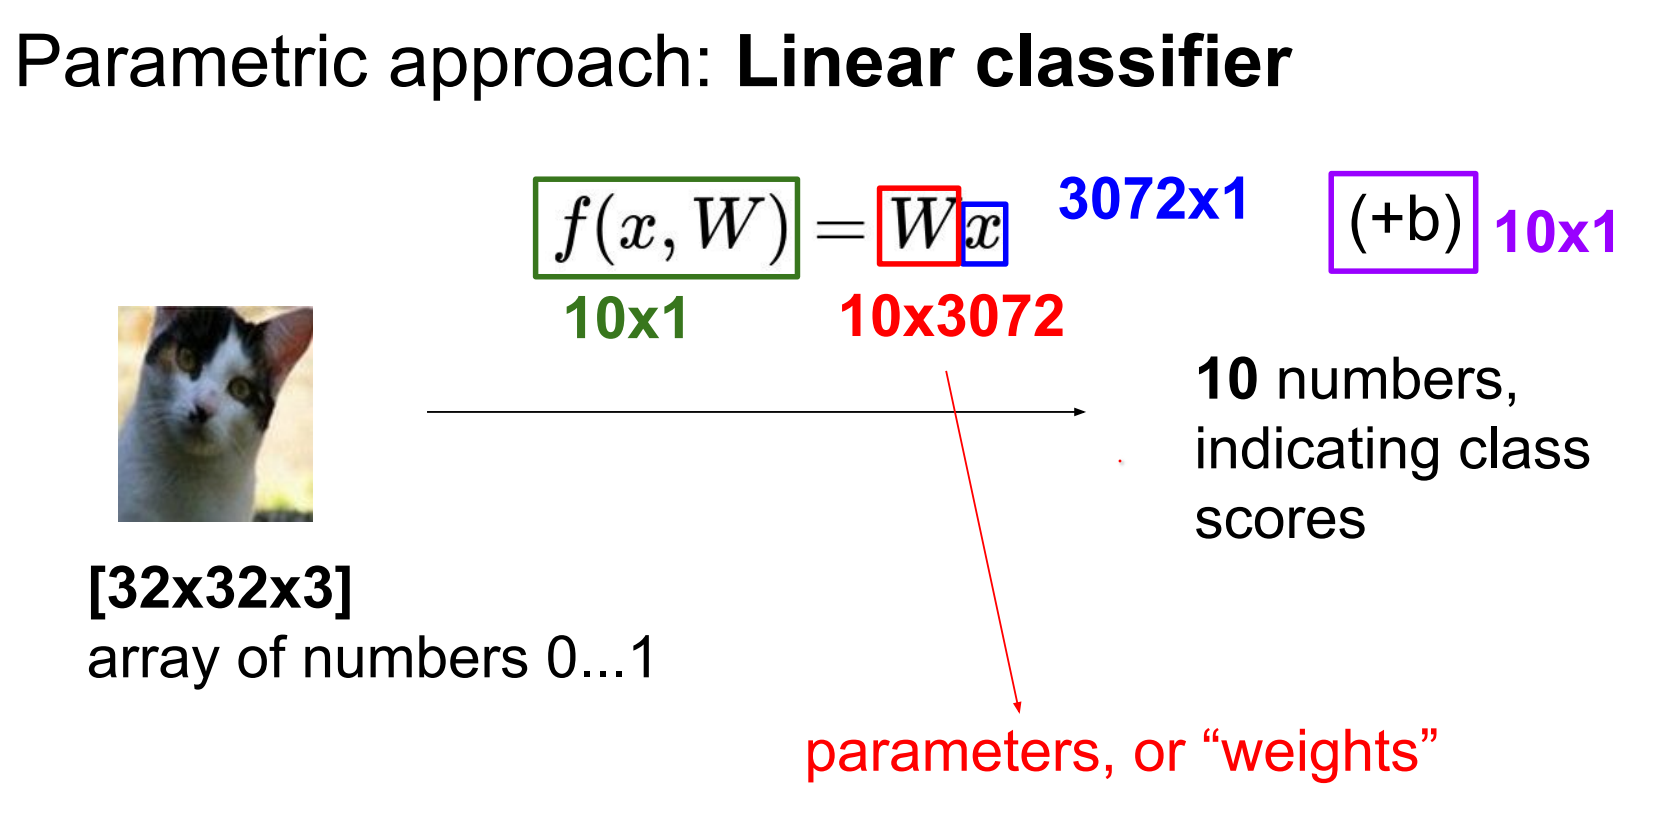 Parametric approach: Linear classifier
f(x, W) = Wx 3072x1 (+b) 10x1
10x1 10x3072
10 numbers,
indicating class
scores
[32x32x3]
array of numbers 0...1
parameters, or “weights”